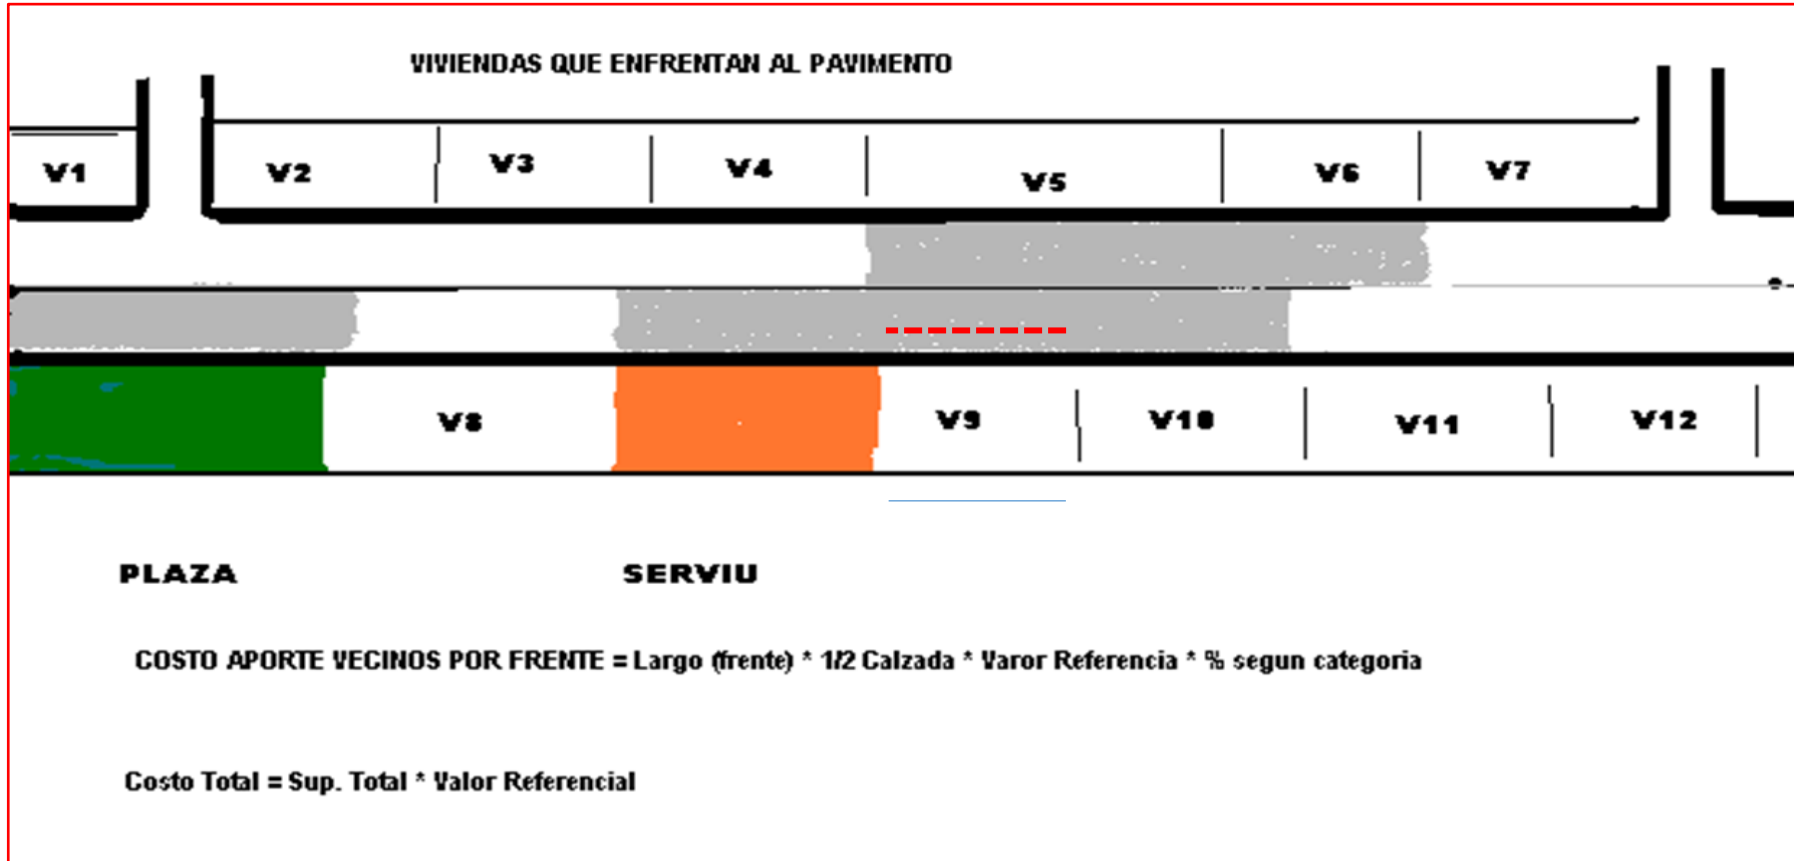 VIVIENDAS QUE ENFRENTAN AL PAVIMENTO
V1 V2 V3 V4 V5 V6 V7
V8 V9 V10 V11 V12
PLAZA SERVIU
COSTO APORTE VECINOS POR FRENTE = Largo (frente) * 1/2 Calzada * Varor Referencia * % segun categoria
Costo Total = Sup. Total * Valor Referencial